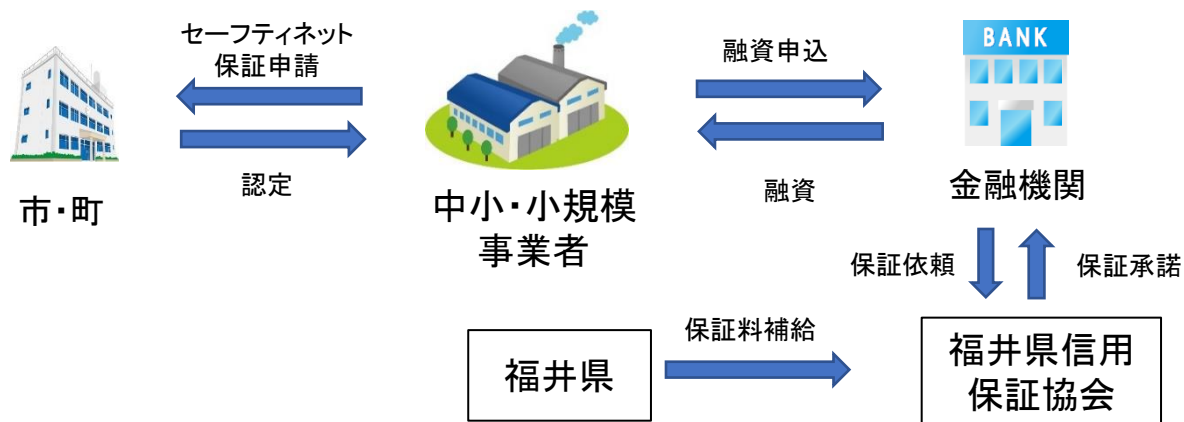 セーフティネット
保証申請
認定
市・町
中小・小規模
事業者
融資申込
融資
BANK
金融機関
保証依頼
保証承諾
福井県
保証料補給
福井県信用
保証協会